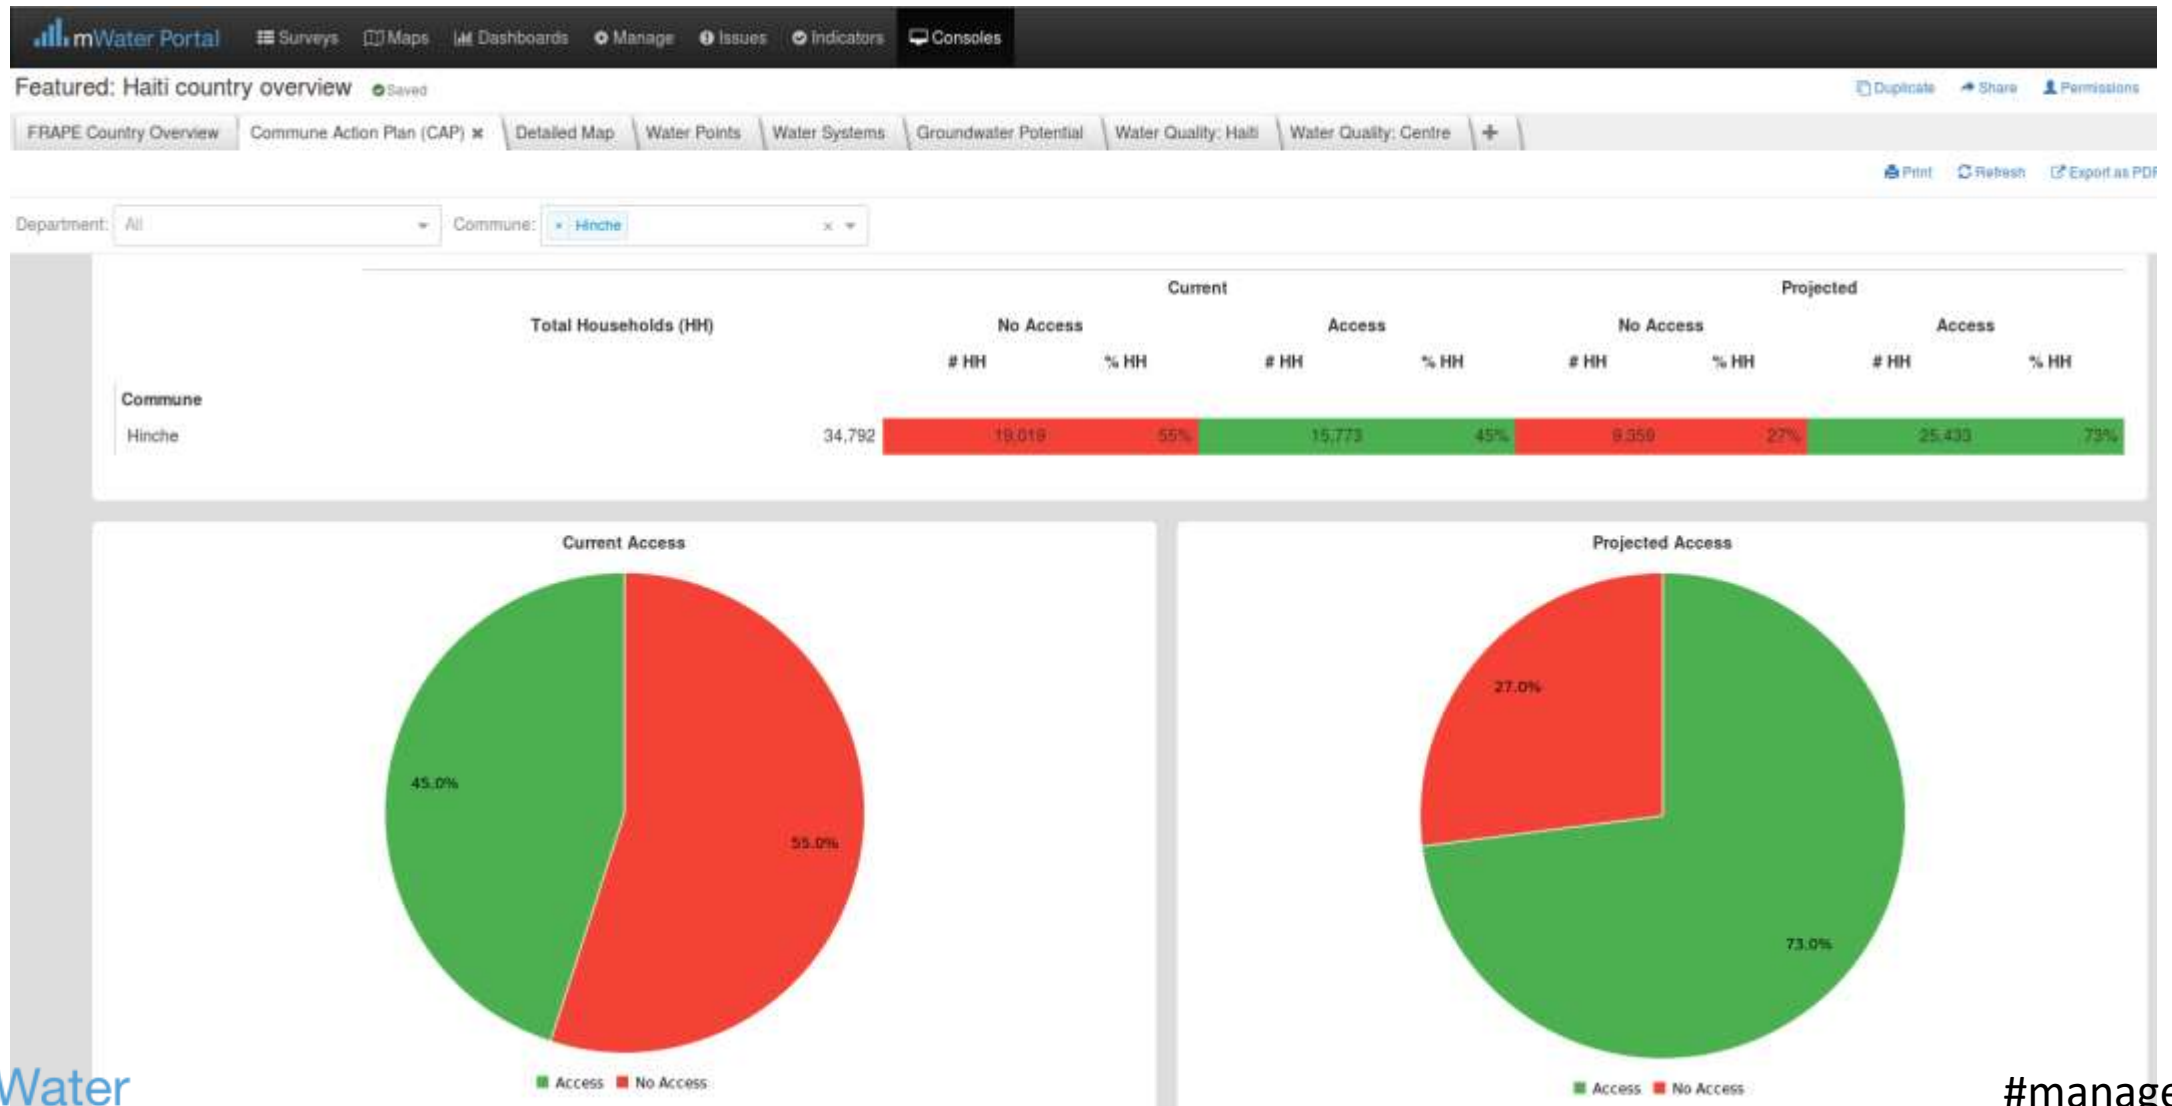 mWater Portal Surveys Maps Dashboards Manage Issues Indicators Consoles
Featured: Haiti country overview Saved Duplicate Share Permissions
FRAPE Country Overview Commune Action Plan (CAP) Detailed Map Water Points Water Systems Groundwater Potential Water Quality: Haiti Water Quality: Centre +
Print Refresh Export as PDF
Department: All Commune: × Hinche ×
Current Projected
Total Households (HH) No Access Access No Access Access
# HH % HH # HH % HH # HH % HH # HH % HH
Commune
Hinche 34,792 19,019 55% 15,773 45% 9,359 27% 25,433 73%
Current Access
45.0%
55.0%
Access No Access
Projected Access
27.0%
73.0%
Access No Access
Water
#manage